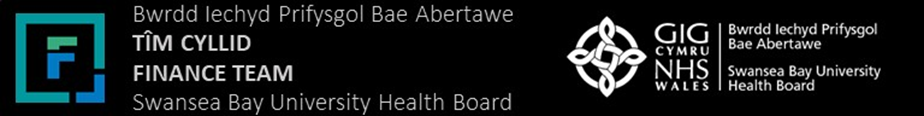 Bwrdd Iechyd Prifysgol Bae Abertawe
TÎM CYLLID
FINANCE TEAM
Swansea Bay University Health Board
F
GIG
CYMRU
NHS
WALES
Bwrdd Iechyd Prifysgol
Bae Abertawe
Swansea Bay University
Health Board